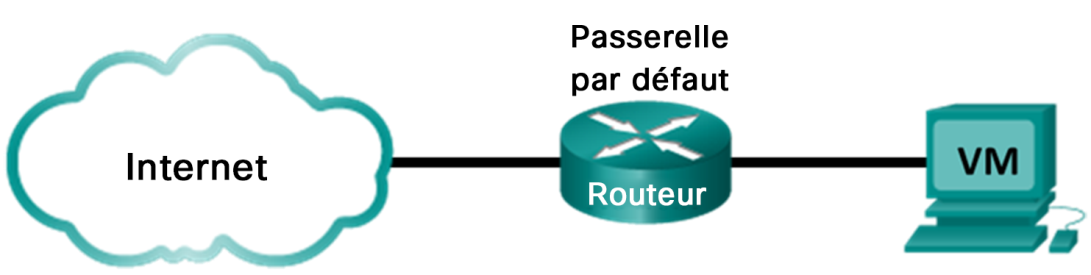 Passerelle
par défaut
Internet
Routeur
VM